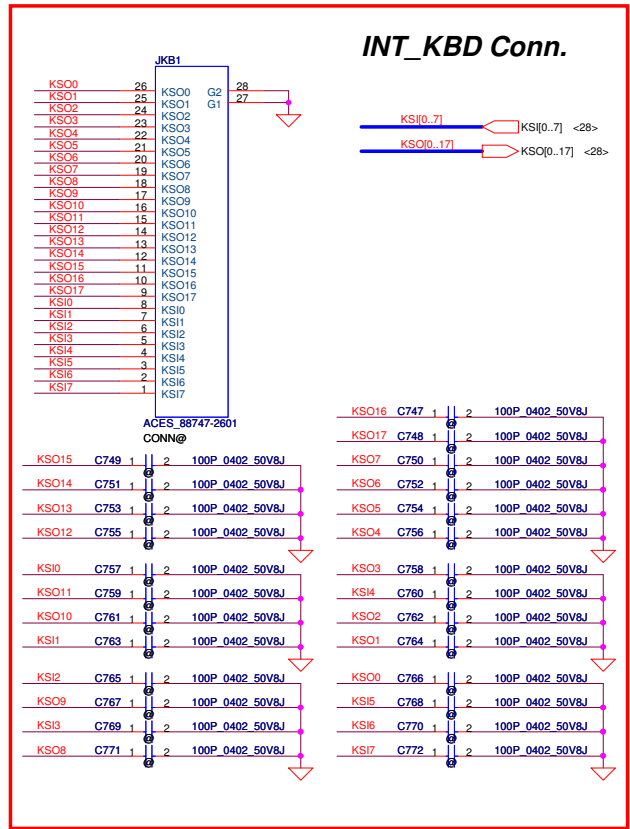 INT_KBD Conn.
JKB1
KSO0 26 KSO0 G2 28
KSO1 25 KSO1 G1 27
KSO2 24 KSO2
KSO3 23 KSO3
KSO4 22 KSO4
KSO5 21 KSO5
KSO6 20 KSO6
KSO7 19 KSO7
KSO8 18 KSO8
KSO9 17 KSO9
KSO10 16 KSO10
KSO11 15 KSO11
KSO12 14 KSO12
KSO13 13 KSO13
KSO14 12 KSO14
KSO15 11 KSO15
KSO16 10 KSO16
KSO17 9 KSO17
KSI0 8 KSI0
KSI1 7 KSI1
KSI2 6 KSI2
KSI3 5 KSI3
KSI4 4 KSI4
KSI5 3 KSI5
KSI6 2 KSI6
KSI7 1 KSI7
ACES_88747-2601
CONN@
KSI[0..7] KSI[0..7] <28>
KSO[0..17] KSO[0..17] <28>
KSO15 C749 1 2 100P_0402_50V8J
@
KSO14 C751 1 2 100P_0402_50V8J
@
KSO13 C753 1 2 100P_0402_50V8J
@
KSO12 C755 1 2 100P_0402_50V8J
@
KSI0 C757 1 2 100P_0402_50V8J
@
KSO11 C759 1 2 100P_0402_50V8J
@
KSO10 C761 1 2 100P_0402_50V8J
@
KSI1 C763 1 2 100P_0402_50V8J
@
KSI2 C765 1 2 100P_0402_50V8J
@
KSO9 C767 1 2 100P_0402_50V8J
@
KSI3 C769 1 2 100P_0402_50V8J
@
KSO8 C771 1 2 100P_0402_50V8J
@
KSO16 C747 1 2 100P_0402_50V8J
@
KSO17 C748 1 2 100P_0402_50V8J
@
KSO7 C750 1 2 100P_0402_50V8J
@
KSO6 C752 1 2 100P_0402_50V8J
@
KSO5 C754 1 2 100P_0402_50V8J
@
KSO4 C756 1 2 100P_0402_50V8J
@
KSO3 C758 1 2 100P_0402_50V8J
@
KSI4 C760 1 2 100P_0402_50V8J
@
KSO2 C762 1 2 100P_0402_50V8J
@
KSO1 C764 1 2 100P_0402_50V8J
@
KSO0 C766 1 2 100P_0402_50V8J
@
KSI5 C768 1 2 100P_0402_50V8J
@
KSI6 C770 1 2 100P_0402_50V8J
@
KSI7 C772 1 2 100P_0402_50V8J
@